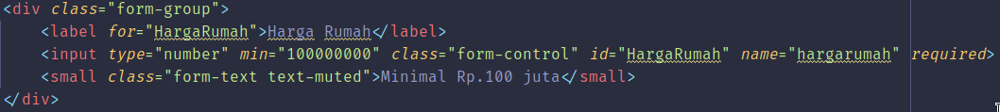 <div class="form-group">
<label for="HargaRumah">Harga Rumah</label>
<input type="number" min="100000000" class="form-control" id="HargaRumah" name="hargarumah" required>
<small class="form-text text-muted">Minimal Rp.100 juta</small>
</div>